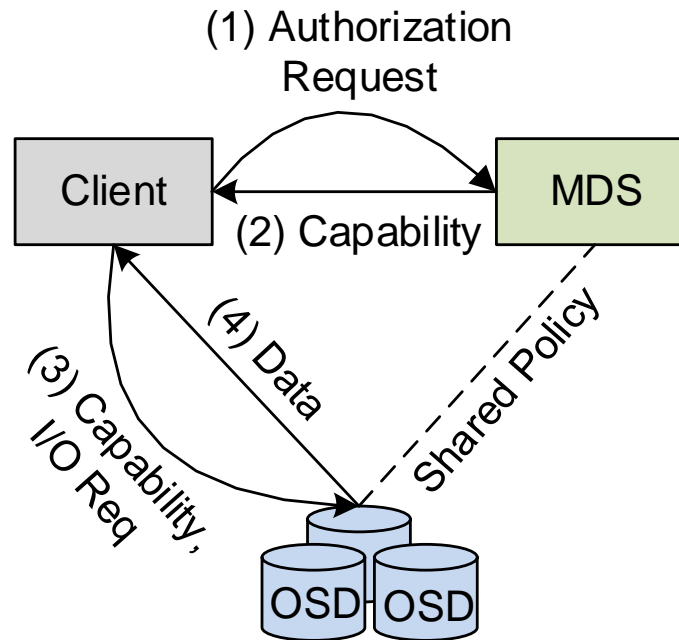 (1) Authorization
Request
Client
MDS
(2) Capability
(4) Data
(3) Capability,
I/O Req
Shared Policy
OSD
OSD